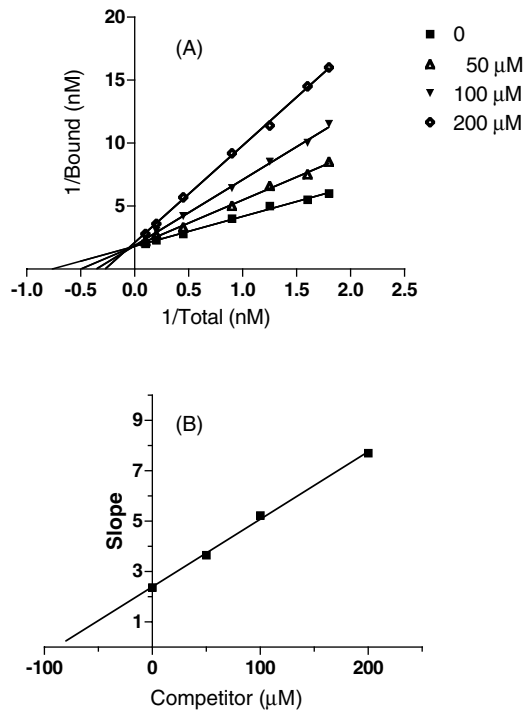 (A)
0
50 μM
100 μM
200 μM
1/Bound (nM)
20
15
10
5
-1.0 -0.5 0.0 0.5 1.0 1.5 2.0 2.5
1/Total (nM)
(B)
Slope
9
7
5
3
1
-100 0 100 200
Competitor (μM)